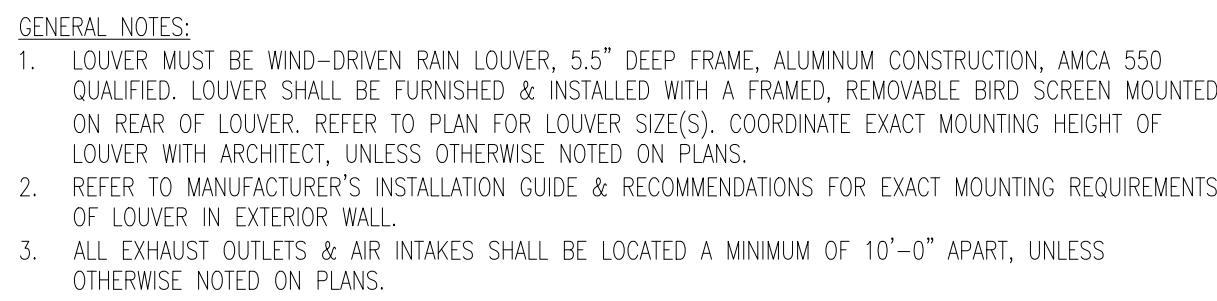 GENERAL NOTES:
1. LOUVER MUST BE WIND-DRIVEN RAIN LOUVER, 5.5" DEEP FRAME, ALUMINUM CONSTRUCTION, AMCA 550
QUALIFIED. LOUVER SHALL BE FURNISHED & INSTALLED WITH A FRAMED, REMOVABLE BIRD SCREEN MOUNTED
ON REAR OF LOUVER. REFER TO PLAN FOR LOUVER SIZE(S). COORDINATE EXACT MOUNTING HEIGHT OF
LOUVER WITH ARCHITECT, UNLESS OTHERWISE NOTED ON PLANS.
2. REFER TO MANUFACTURER'S INSTALLATION GUIDE & RECOMMENDATIONS FOR EXACT MOUNTING REQUIREMENTS
OF LOUVER IN EXTERIOR WALL.
3. ALL EXHAUST OUTLETS & AIR INTAKES SHALL BE LOCATED A MINIMUM OF 10'-0" APART, UNLESS
OTHERWISE NOTED ON PLANS.